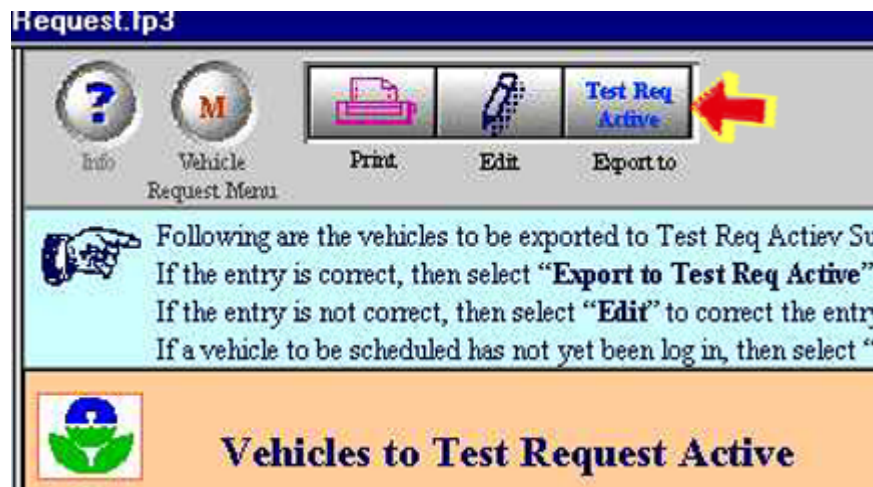 Request.fp3
?
M
Test Req
Active
Info
Vehicle
Request Menu
Print
Edit
Export to
Following are the vehicles to be exported to Test Req Actiev Su
If the entry is correct, then select “Export to Test Req Active”
If the entry is not correct, then select “Edit” to correct the entry
If a vehicle to be scheduled has not yet been log in, then select “
Vehicles to Test Request Active